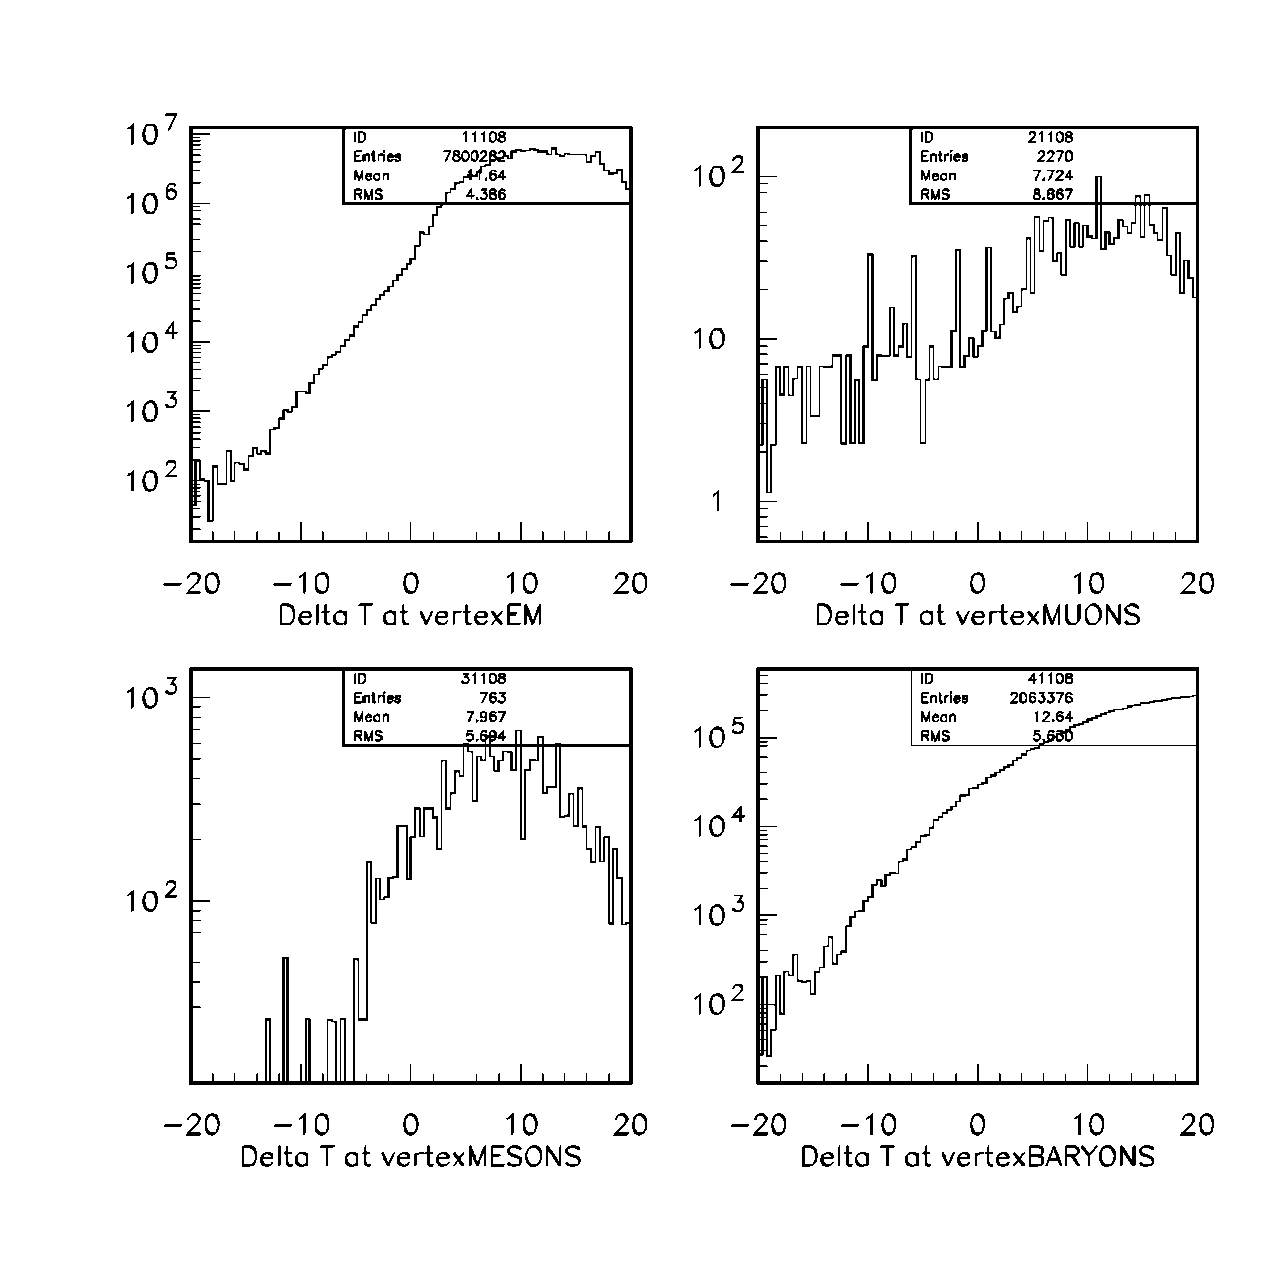 10^7
ID 11108
Entries 7800282
Mean 11.64
RMS 4.386
10^6
10^5
10^4
10^3
10^2
−20 −10 0 10 20
Delta T at vertexEM
ID 21108
Entries 2270
Mean 7.724
RMS 8.867
10^2
10
1
−20 −10 0 10 20
Delta T at vertexMUONS
ID 31108
Entries 763
Mean 7.967
RMS 5.694
10^3
10^2
−20 −10 0 10 20
Delta T at vertexMESONS
ID 41108
Entries 2063376
Mean 12.64
RMS 5.630
10^5
10^4
10^3
10^2
−20 −10 0 10 20
Delta T at vertexBARYONS